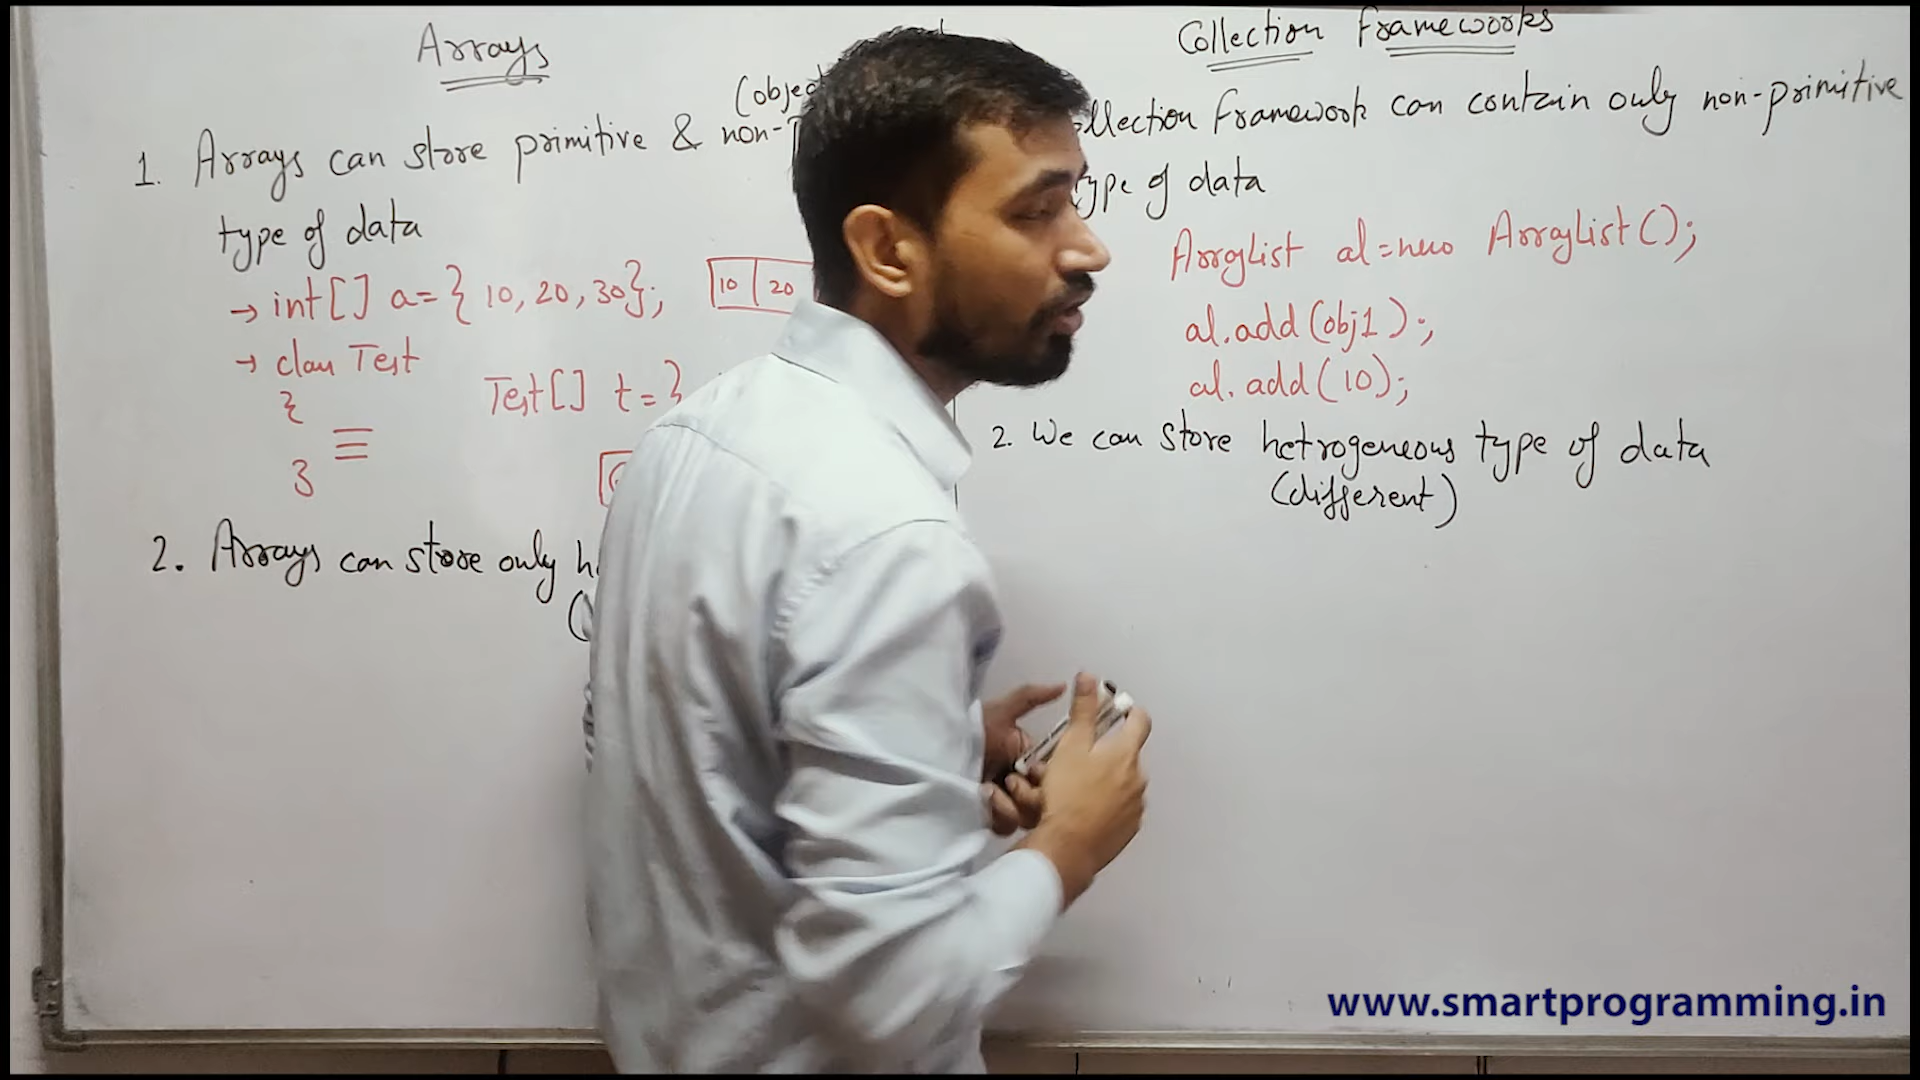 Arrays
(objec
1. Arrays can store primitive & non-
type of data
→ int[] a={ 10, 20, 30};
10 20
→ class Test
{
Test[] t = }
3
2. Arrays can store only h
(
Collection Frameworks
ollection Framework can contain only non-primitive
type of data
ArrayList al = new ArrayList();
al.add(obj1);
al.add(10);
2. We can store hetrogeneous type of data
(different)
www.smartprogramming.in